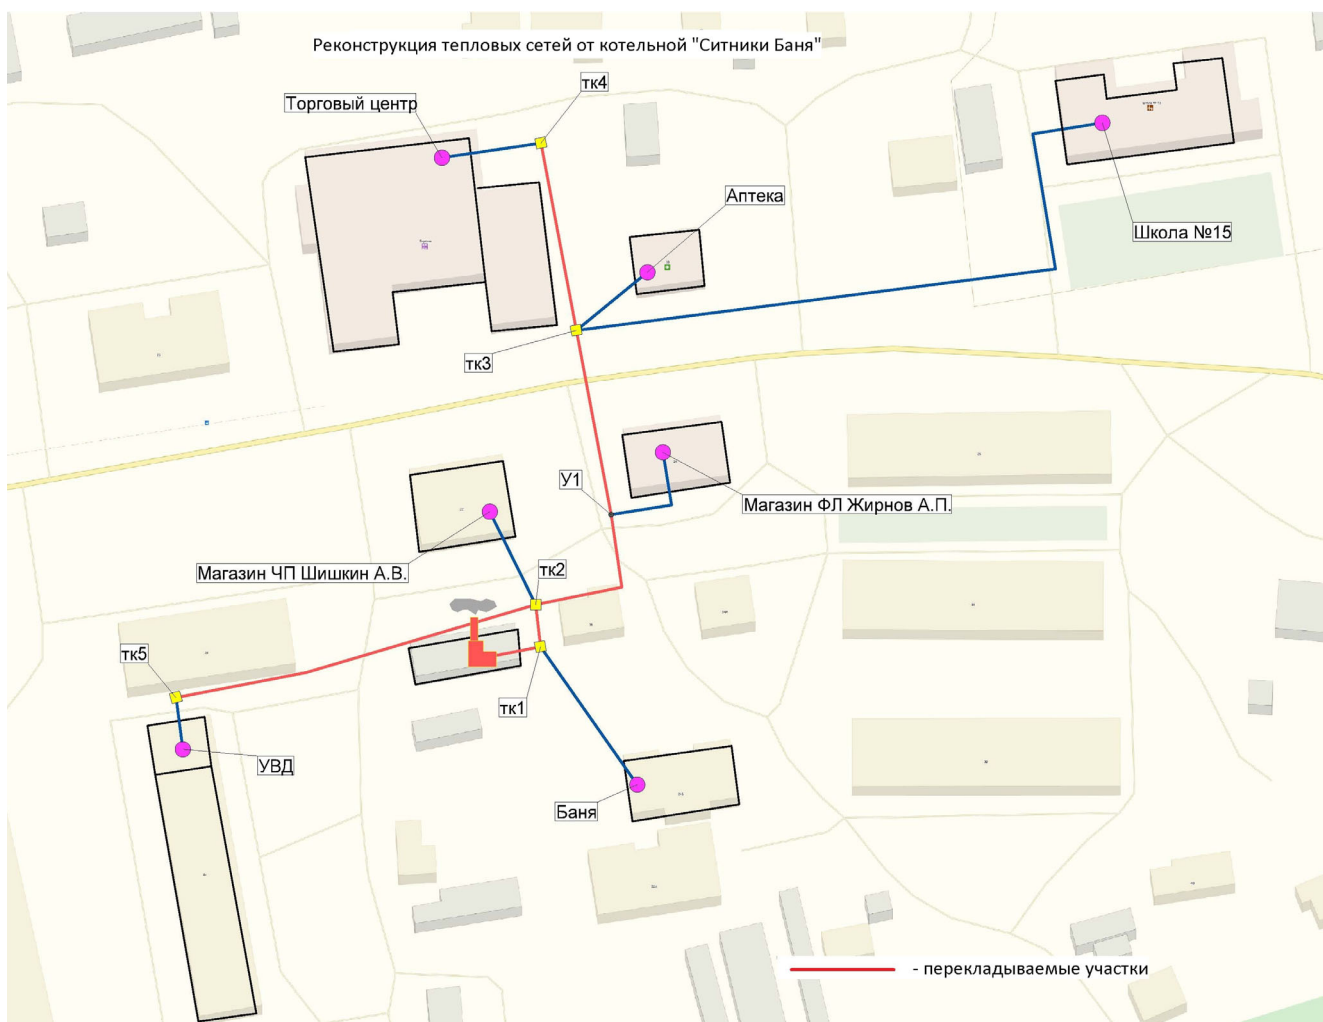 Реконструкция тепловых сетей от котельной "Ситники Баня"
тк4
Торговый центр
Аптека
Школа №15
тк3
У1
Магазин ФЛ Жирнов А.П.
Магазин ЧП Шишкин А.В.
тк2
тк5
тк1
УВД
Баня
- перекладываемые участки